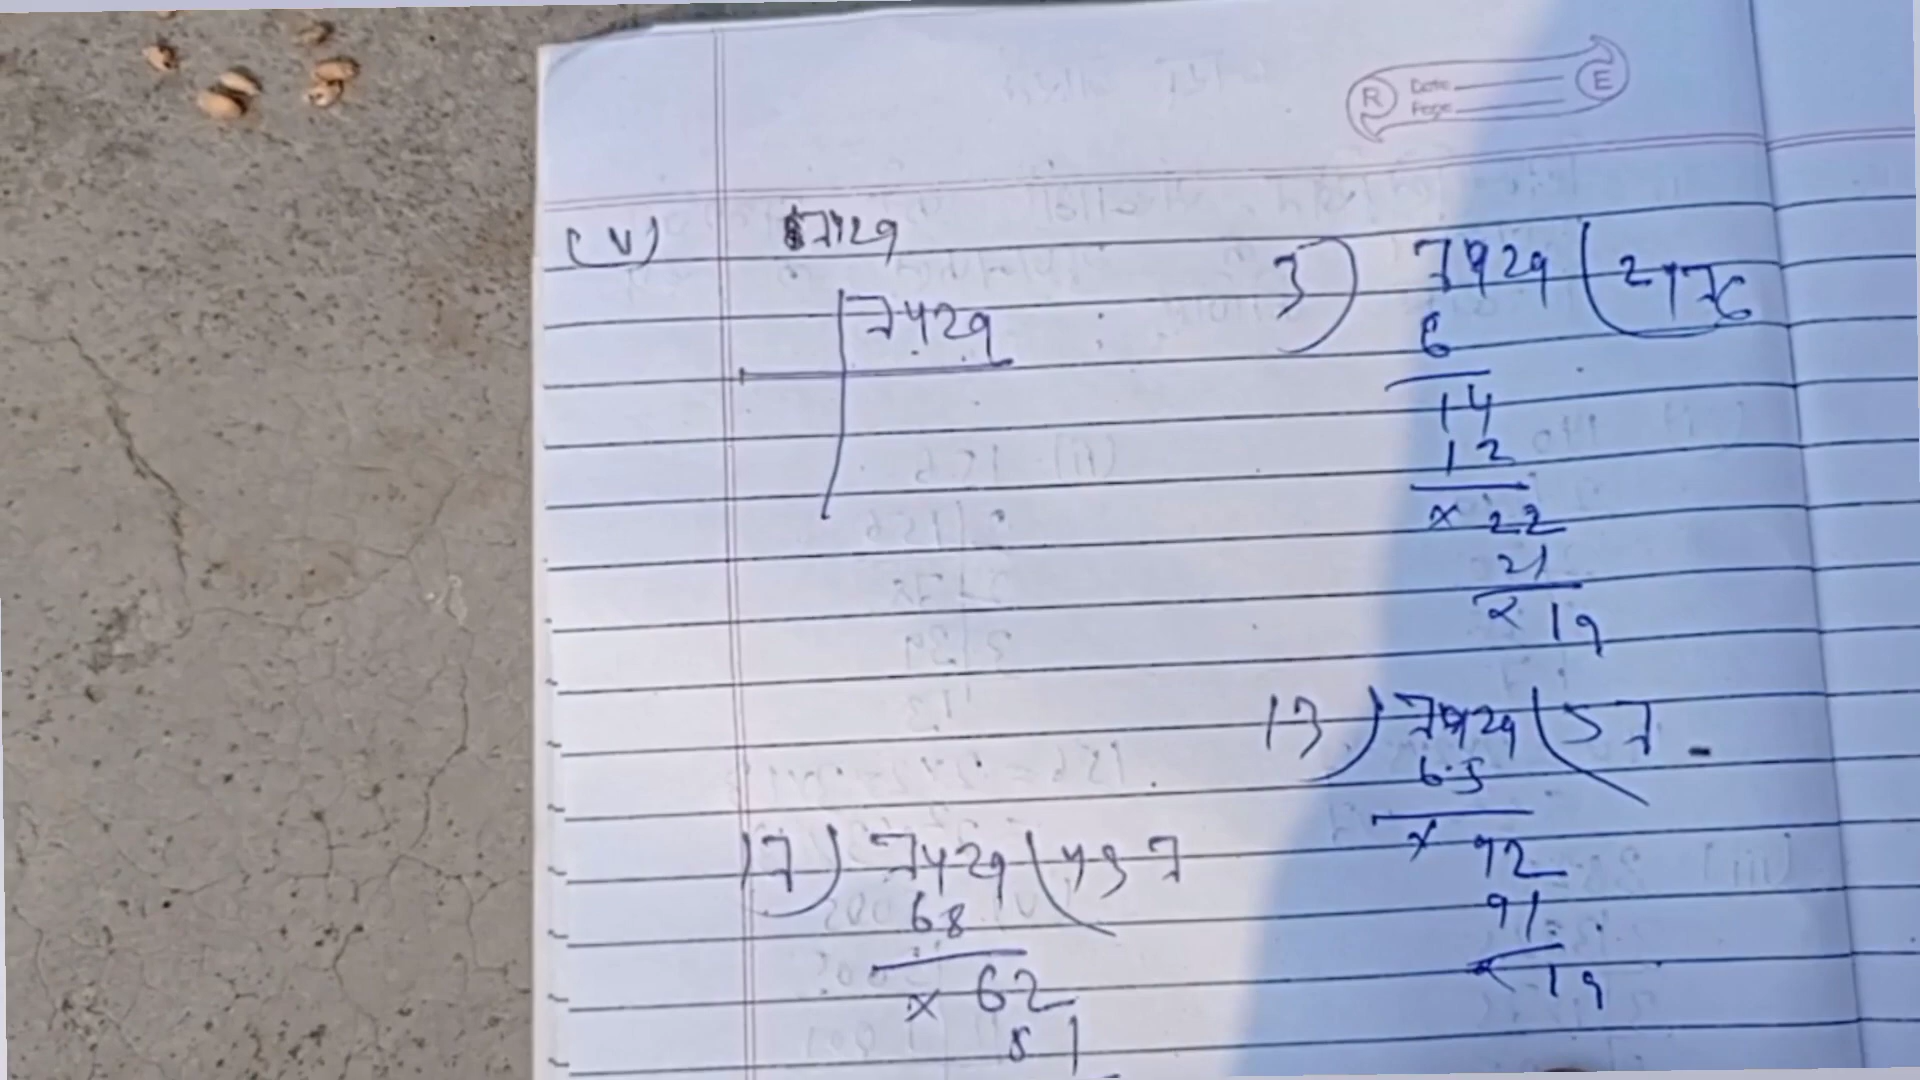 R Date
Page E
(V) 7429
7429
3) 7429 ( 2476
6
14
12
× 22
21
× 19
13) 7429 ( 57
65
× 92
91
× 19
17) 7429 ( 437
68
× 62
51